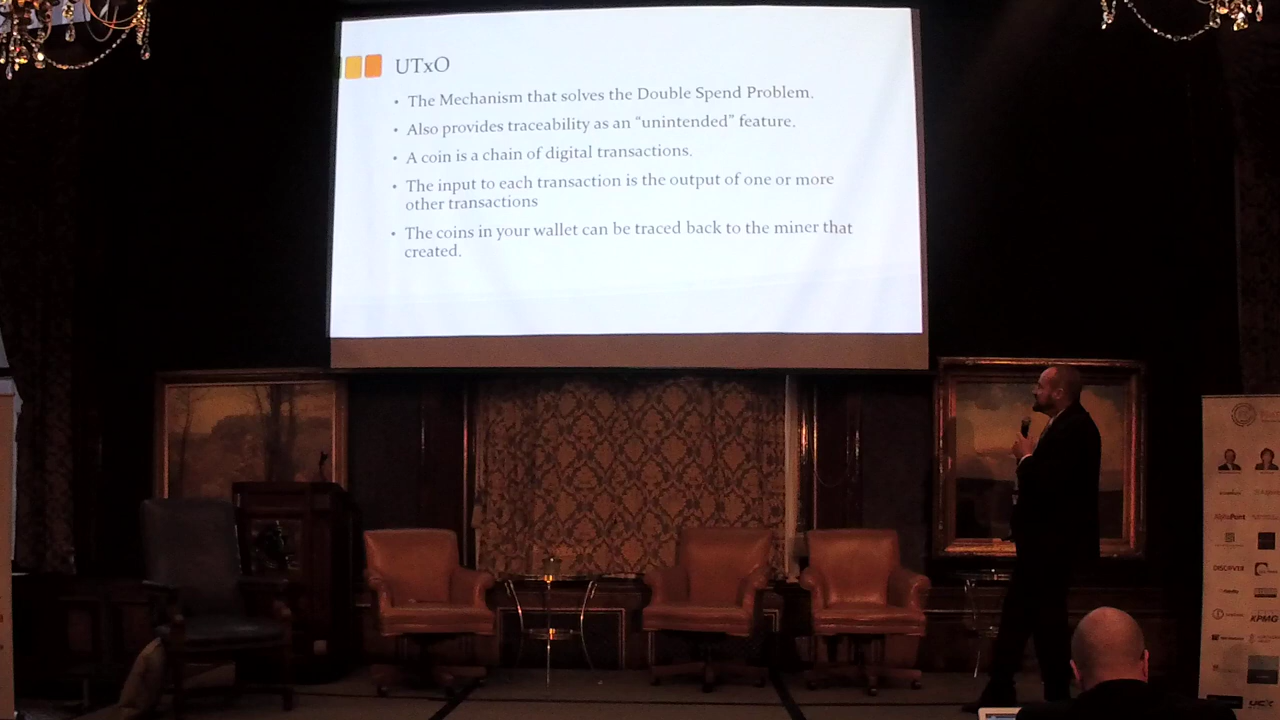 UTxO
• The Mechanism that solves the Double Spend Problem.
• Also provides traceability as an “unintended” feature.
• A coin is a chain of digital transactions.
• The input to each transaction is the output of one or more
other transactions
• The coins in your wallet can be traced back to the miner that
created.
AlphaPoint
DISCOVER
KPMG